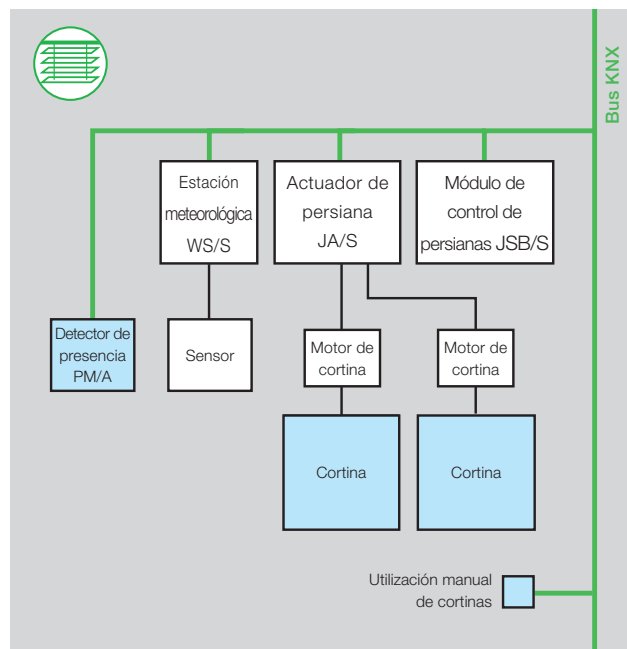 Bus KNX
Estación
meteorológica
WS/S
Actuador de
persiana
JA/S
Módulo de
control de
persianas JSB/S
Detector de
presencia
PM/A
Sensor
Motor de
cortina
Motor de
cortina
Cortina
Cortina
Utilización manual
de cortinas